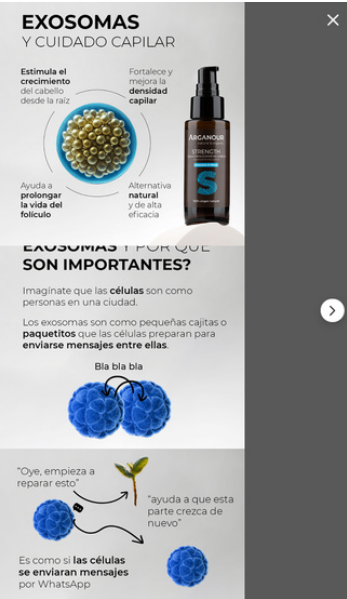 EXOSOMAS
Y CUIDADO CAPILAR
Estimula el
crecimiento
del cabello
desde la raíz
Fortalece y
mejora la
densidad
capilar
ARGANOUR
STRENGTH
S
Ayuda a
prolongar
la vida del
folículo
Alternativa
natural
y de alta
eficacia
EXOSOMAS Y POR QUÉ
SON IMPORTANTES?
Imagínate que las células son como
personas en una ciudad.
Los exosomas son como pequeñas cajitas o
paquetitos que las células preparan para
enviarse mensajes entre ellas.
Bla bla bla
"Oye, empieza a
reparar esto"
"ayuda a que esta
parte crezca de
nuevo"
Es como si las células
se enviaran mensajes
por WhatsApp